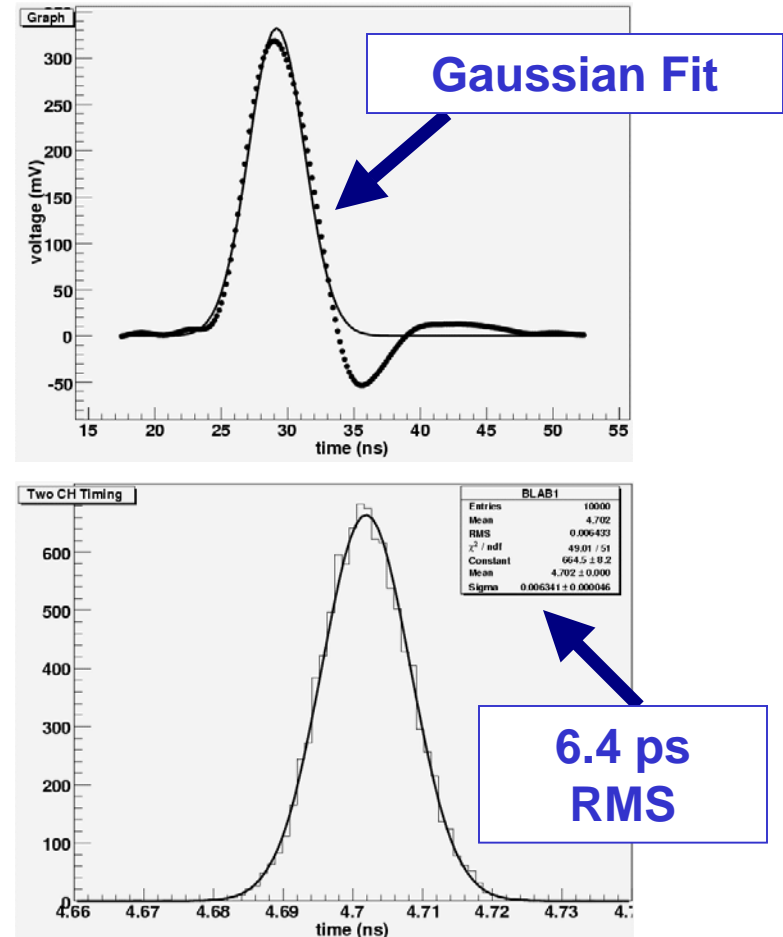 Graph
Gaussian Fit
300
250
200
150
100
50
0
-50
voltage (mV)
15 20 25 30 35 40 45 50 55
time (ns)
Two CH Timing
BLAB1
Entries 10000
Mean 4.702
RMS 0.006433
χ² / ndf 49.01 / 51
Constant 664.5 ± 8.2
Mean 4.702 ± 0.000
Sigma 0.006341 ± 0.000046
600
500
400
300
200
100
0
6.4 ps
RMS
4.66 4.67 4.68 4.69 4.7 4.71 4.72 4.73
time (ns)